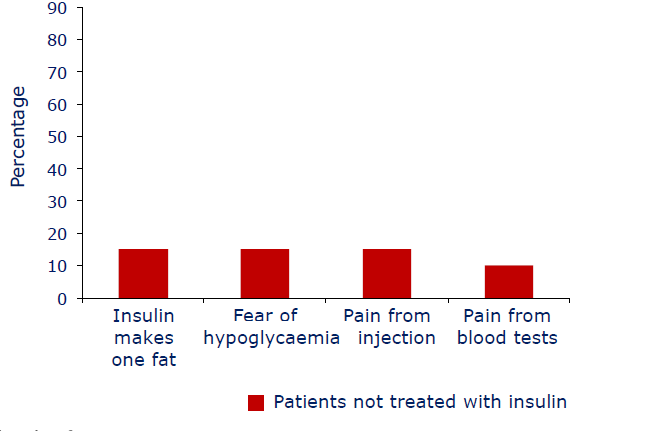 90
80
70
60
50
40
30
20
10
0
Percentage
Insulin makes one fat
Fear of hypoglycaemia
Pain from injection
Pain from blood tests
Patients not treated with insulin